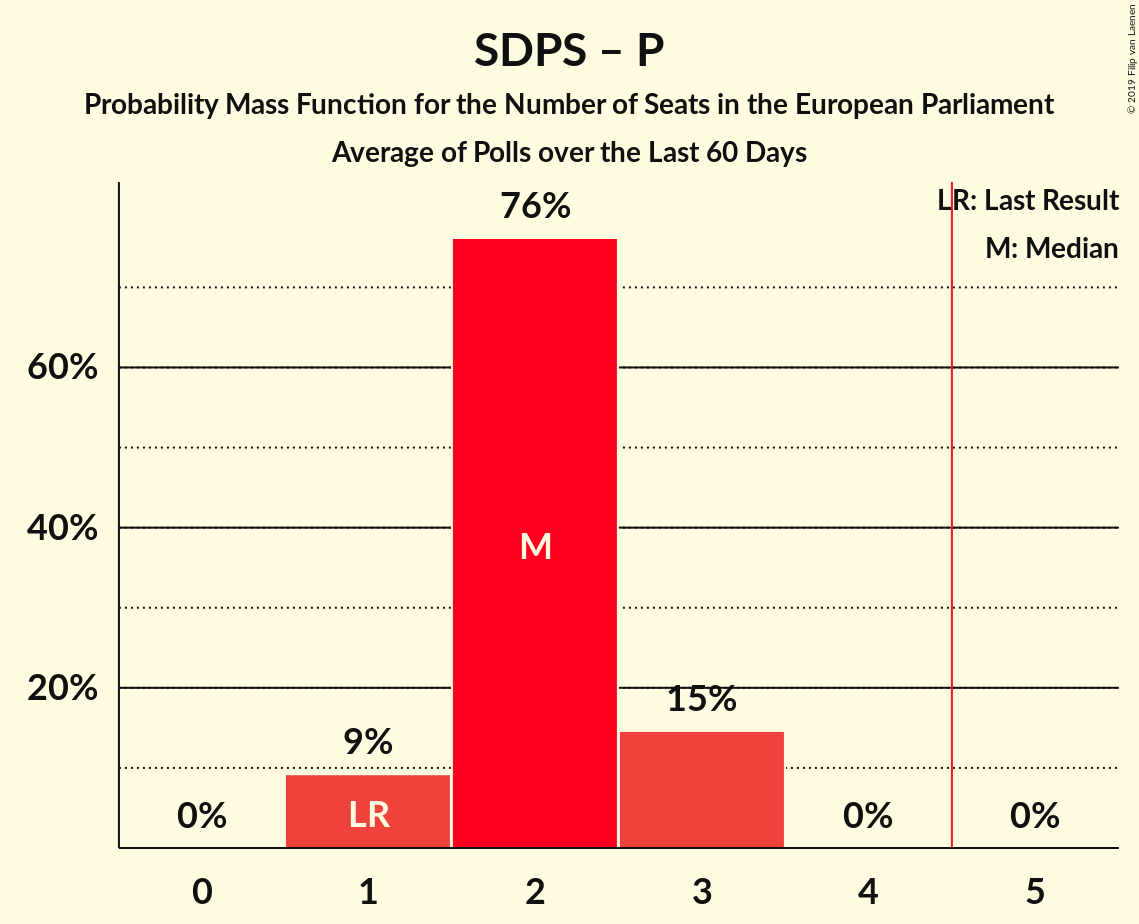 SDPS – P
Probability Mass Function for the Number of Seats in the European Parliament
Average of Polls over the Last 60 Days
© 2019 Filip van Laenen
LR: Last Result
M: Median
76%
60%
40%
M
20%
15%
9%
LR
0%
0%
0%
0 1 2 3 4 5